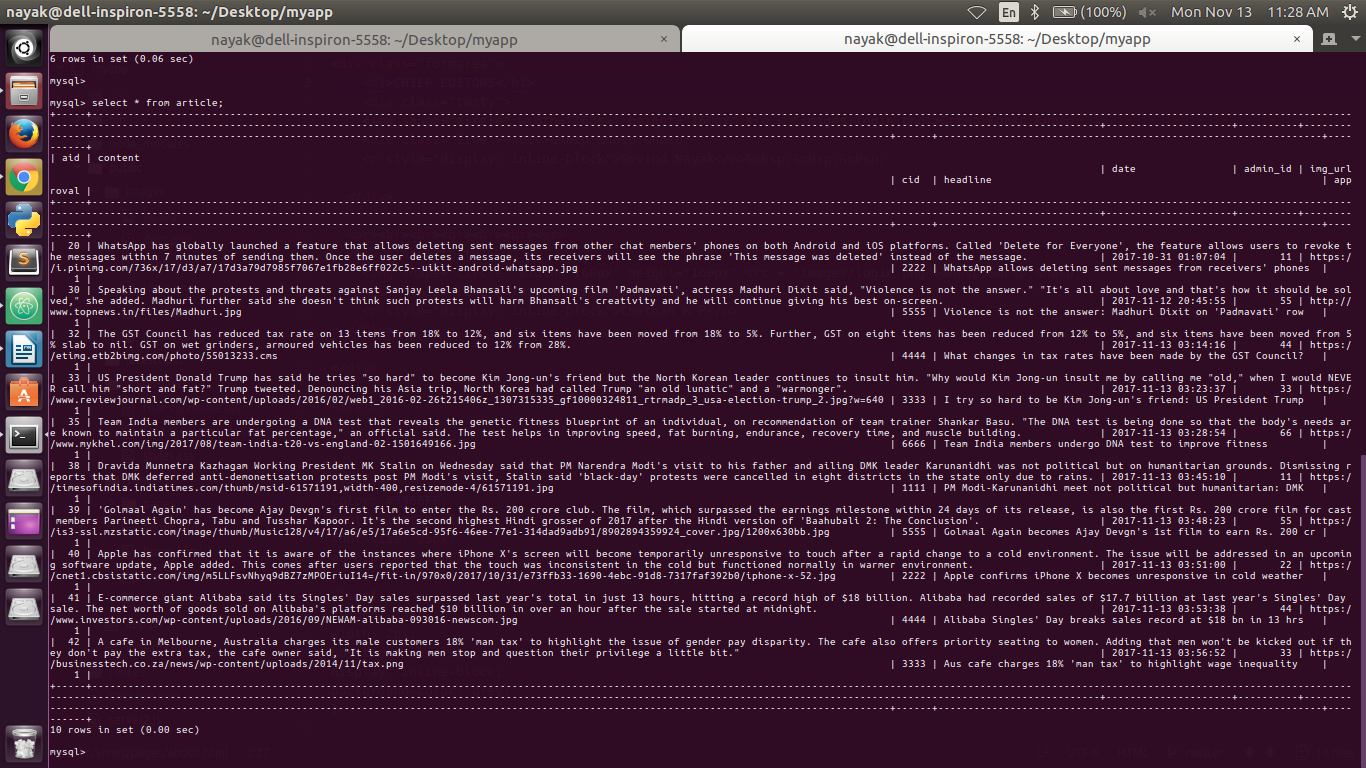 nayak@dell-inspiron-5558: ~/Desktop/myapp
En
(100%)
Mon Nov 13
11:28 AM
nayak@dell-inspiron-5558: ~/Desktop/myapp ×
nayak@dell-inspiron-5558: ~/Desktop/myapp ×
6 rows in set (0.06 sec)
mysql>
mysql> select * from article;
| aid | content
| date | admin_id | img_url
| cid | headline | app
roval |
| 20 | WhatsApp has globally launched a feature that allows deleting sent messages from other chat members' phones on both Android and iOS platforms. Called 'Delete for Everyone', the feature allows users to revoke t
he messages within 7 minutes of sending them. Once the user deletes a message, its receivers will see the phrase 'This message was deleted' instead of the message. | 2017-10-31 01:07:04 | 11 | https:/
/i.pinimg.com/736x/17/d3/a7/17d3a79d7985f7067e1fb28e6ff022c5--uikit-android-whatsapp.jpg | 2222 | WhatsApp allows deleting sent messages from receivers' phones |
1 |
| 30 | Speaking about the protests and threats against Sanjay Leela Bhansali's upcoming film 'Padmavati', actress Madhuri Dixit said, "Violence is not the answer." "It's all about love and that's how it should be sol
ved," she added. Madhuri further said she doesn't think such protests will harm Bhansali's creativity and he will continue giving his best on-screen. | 2017-11-12 20:45:55 | 55 | http://
www.topnews.in/files/Madhuri.jpg | 5555 | Violence is not the answer: Madhuri Dixit on 'Padmavati' row |
1 |
| 32 | The GST Council has reduced tax rate on 13 items from 18% to 12%, and six items have been moved from 18% to 5%. Further, GST on eight items has been reduced from 12% to 5%, and six items have been moved from 5
% slab to nil. GST on wet grinders, armoured vehicles has been reduced to 12% from 28%. | 2017-11-13 03:14:16 | 44 | https:/
/etimg.etb2bimg.com/photo/55013233.cms | 4444 | What changes in tax rates have been made by the GST Council? |
1 |
| 33 | US President Donald Trump has said he tries "so hard" to become Kim Jong-un's friend but the North Korean leader continues to insult him. "Why would Kim Jong-un insult me by calling me "old," when I would NEVE
R call him "short and fat?" Trump tweeted. Denouncing his Asia trip, North Korea had called Trump "an old lunatic" and a "warmonger". | 2017-11-13 03:23:37 | 33 | https:/
/www.reviewjournal.com/wp-content/uploads/2016/02/web1_2016-02-26t215406z_1307315335_gf10000324811_rtrmadp_3_usa-election-trump_2.jpg?w=640 | 3333 | I try so hard to be Kim Jong-un's friend: US President Trump |
1 |
| 35 | Team India members are undergoing a DNA test that reveals the genetic fitness blueprint of an individual, on recommendation of team trainer Shankar Basu. "The DNA test is being done so that the body's needs ar
e known to maintain a particular fat percentage," an official said. The test helps in improving speed, fat burning, endurance, recovery time, and muscle building. | 2017-11-13 03:28:54 | 66 | https:/
/www.mykhel.com/img/2017/08/team-india-t20-vs-england-02-1501649166.jpg | 6666 | Team India members undergo DNA test to improve fitness |
1 |
| 38 | Dravida Munnetra Kazhagam Working President MK Stalin on Wednesday said that PM Narendra Modi's visit to his father and ailing DMK leader Karunanidhi was not political but on humanitarian grounds. Dismissing r
eports that DMK deferred anti-demonetisation protests post PM Modi's visit, Stalin said 'black-day' protests were cancelled in eight districts in the state only due to rains. | 2017-11-13 03:45:10 | 11 | https:/
/timesofindia.indiatimes.com/thumb/msid-61571191,width-400,resizemode-4/61571191.jpg | 1111 | PM Modi-Karunanidhi meet not political but humanitarian: DMK |
1 |
| 39 | 'Golmaal Again' has become Ajay Devgn's first film to enter the Rs. 200 crore club. The film, which surpassed the earnings milestone within 24 days of its release, is also the first Rs. 200 crore film for cast
members Parineeti Chopra, Tabu and Tusshar Kapoor. It's the second highest Hindi grosser of 2017 after the Hindi version of 'Baahubali 2: The Conclusion'. | 2017-11-13 03:48:23 | 55 | https:/
/is3-ssl.mzstatic.com/image/thumb/Music128/v4/17/a6/e5/17a6e5cd-95f6-46ee-77e1-314dad9ab91/8902894359924_cover.jpg/1200x630bb.jpg | 5555 | Golmaal Again becomes Ajay Devgn's 1st film to earn Rs. 200 cr |
1 |
| 40 | Apple has confirmed that it is aware of the instances where iPhone X's screen will become temporarily unresponsive to touch after a rapid change to a cold environment. The issue will be addressed in an upcomin
g software update, Apple added. This comes after users reported that the touch was inconsistent in the cold but functioned normally in warmer environment. | 2017-11-13 03:51:00 | 22 | https:/
/cnet1.cbsistatic.com/img/m5LLFsvNhyq9dBZ7zMPOEriuI14=/fit-in/970x0/2017/10/31/e73ffb33-1690-4ebc-91d8-7317faf392b0/iphone-x-52.jpg | 2222 | Apple confirms iPhone X becomes unresponsive in cold weather |
1 |
| 41 | E-commerce giant Alibaba said its Singles' Day sales surpassed last year's total in just 13 hours, hitting a record high of $18 billion. Alibaba had recorded sales of $17.7 billion at last year's Singles' Day
sale. The net worth of goods sold on Alibaba's platforms reached $10 billion in over an hour after the sale started at midnight. | 2017-11-13 03:53:38 | 44 | https:/
/www.investors.com/wp-content/uploads/2016/09/NEWAM-alibaba-093016-newscom.jpg | 4444 | Alibaba Singles' Day breaks sales record at $18 bn in 13 hrs |
1 |
| 42 | A cafe in Melbourne, Australia charges its male customers 18% 'man tax' to highlight the issue of gender pay disparity. The cafe also offers priority seating to women. Adding that men won't be kicked out if th
ey don't pay the extra tax, the cafe owner said, "It is making men stop and question their privilege a little bit." | 2017-11-13 03:56:52 | 33 | https:/
/businesstech.co.za/news/wp-content/uploads/2014/11/tax.png | 3333 | Aus cafe charges 18% 'man tax' to highlight wage inequality |
1 |
10 rows in set (0.00 sec)
mysql>